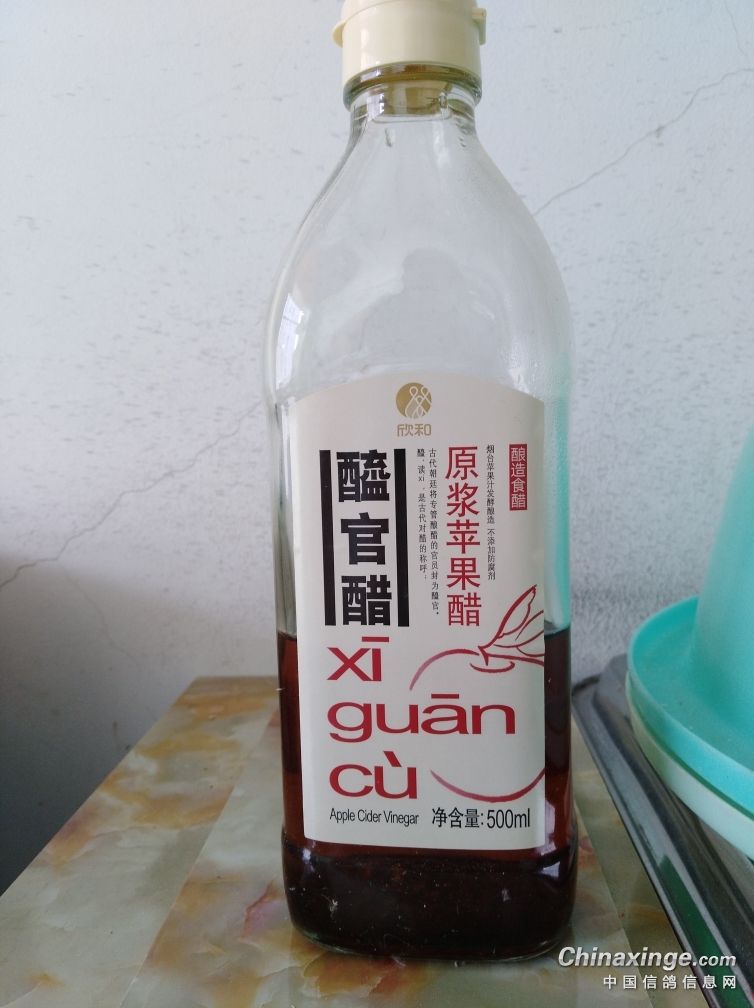 欣和
酿造食醋
烟台苹果汁发酵酿造 不添加防腐剂
原浆苹果醋
古代朝廷将专管酿醋的官员封为醯官。
醯，读xī，是古代对醋的称呼；
醯官醋
xī
guān
cù
Apple Cider Vinegar 净含量:500ml
Chinaxinge.com
中国信鸽信息网